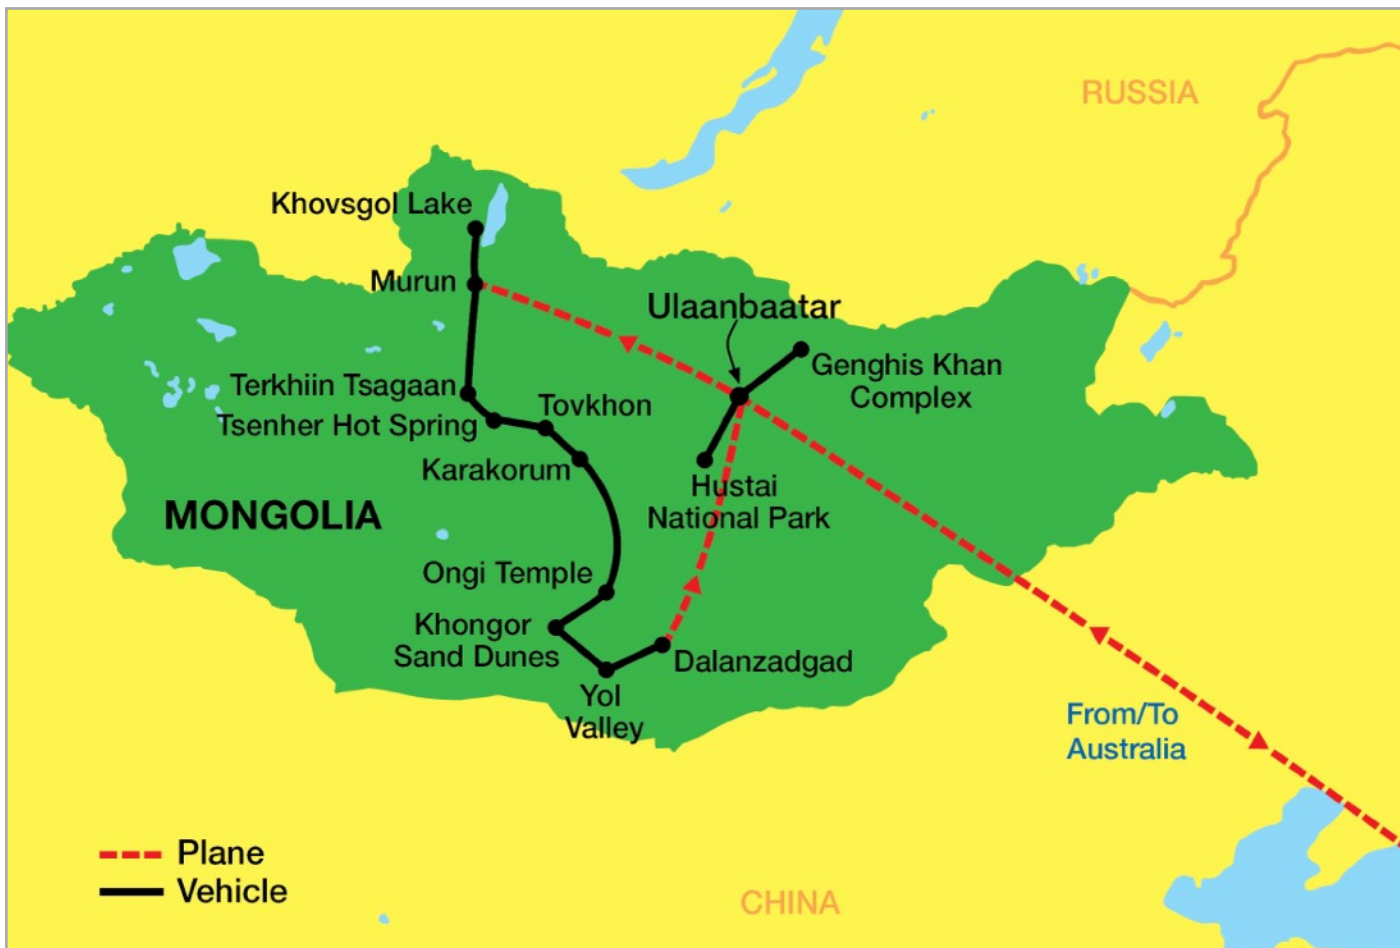 RUSSIA
Khovsgol Lake
Murun
Ulaanbaatar
Genghis Khan
Complex
Terkhiin Tsagaan
Tovkhon
Tsenher Hot Spring
Karakorum
Hustai
National Park
MONGOLIA
Ongi Temple
Khongor
Sand Dunes
Dalanzadgad
Yol
Valley
From/To
Australia
Plane
Vehicle
CHINA